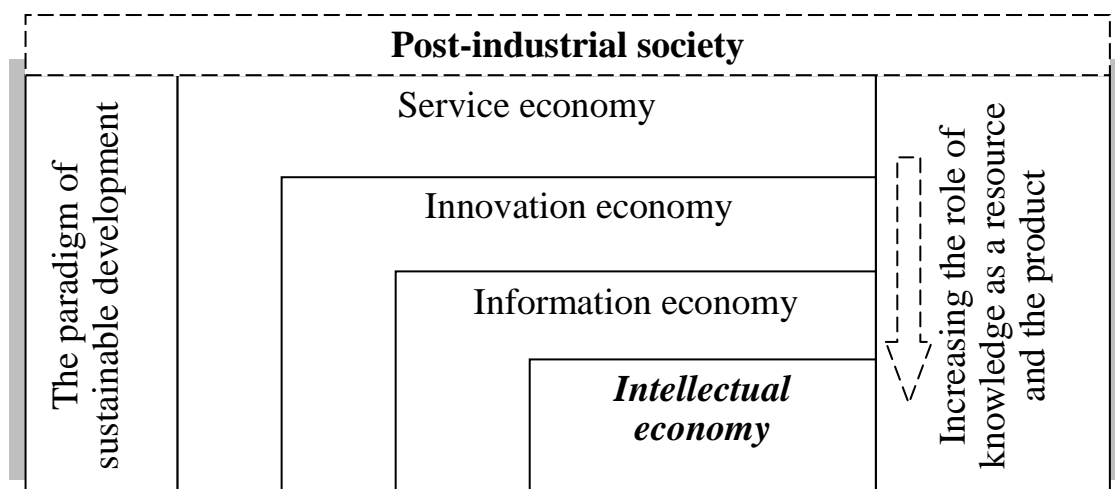 Post-industrial society
The paradigm of
sustainable development
Service economy
Innovation economy
Information economy
Intellectual
economy
Increasing the role of
knowledge as a resource
and the product